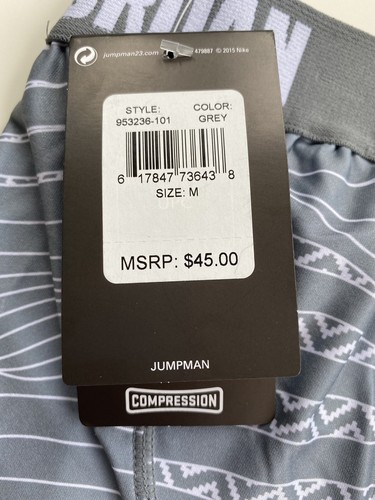 jumpman23.com
479887 © 2015 Nike
STYLE: COLOR:
953236-101 GREY
6 17847 73643 8
SIZE: M
MSRP: $45.00
JUMPMAN
COMPRESSION